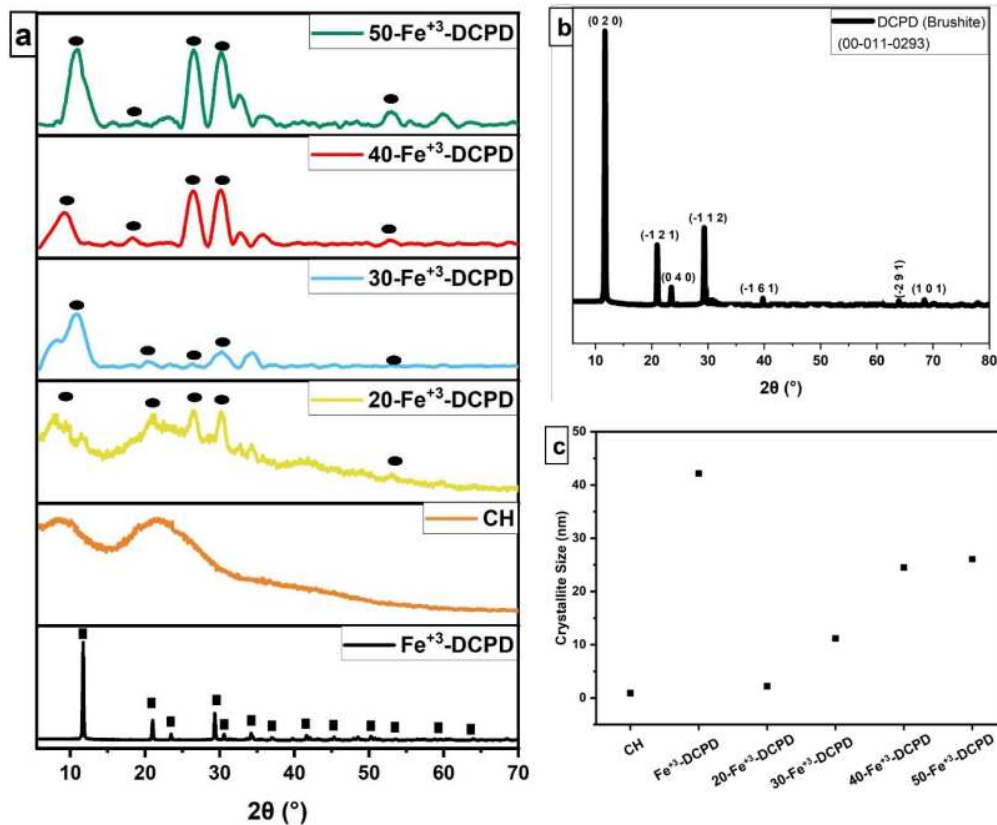 a
50-Fe⁺³-DCPD
40-Fe⁺³-DCPD
30-Fe⁺³-DCPD
20-Fe⁺³-DCPD
CH
Fe⁺³-DCPD
10 20 30 40 50 60 70
2θ (°)
b
DCPD (Brushite)
(00-011-0293)
(0 2 0)
(-1 2 1)
(0 4 0)
(-1 1 2)
(-1 6 1)
(-2 9 1)
(1 0 1)
10 20 30 40 50 60 70 80
2θ (°)
c
Crystallite Size (nm)
50
40
30
20
10
0
CH
Fe⁺³-DCPD
20-Fe⁺³-DCPD
30-Fe⁺³-DCPD
40-Fe⁺³-DCPD
50-Fe⁺³-DCPD